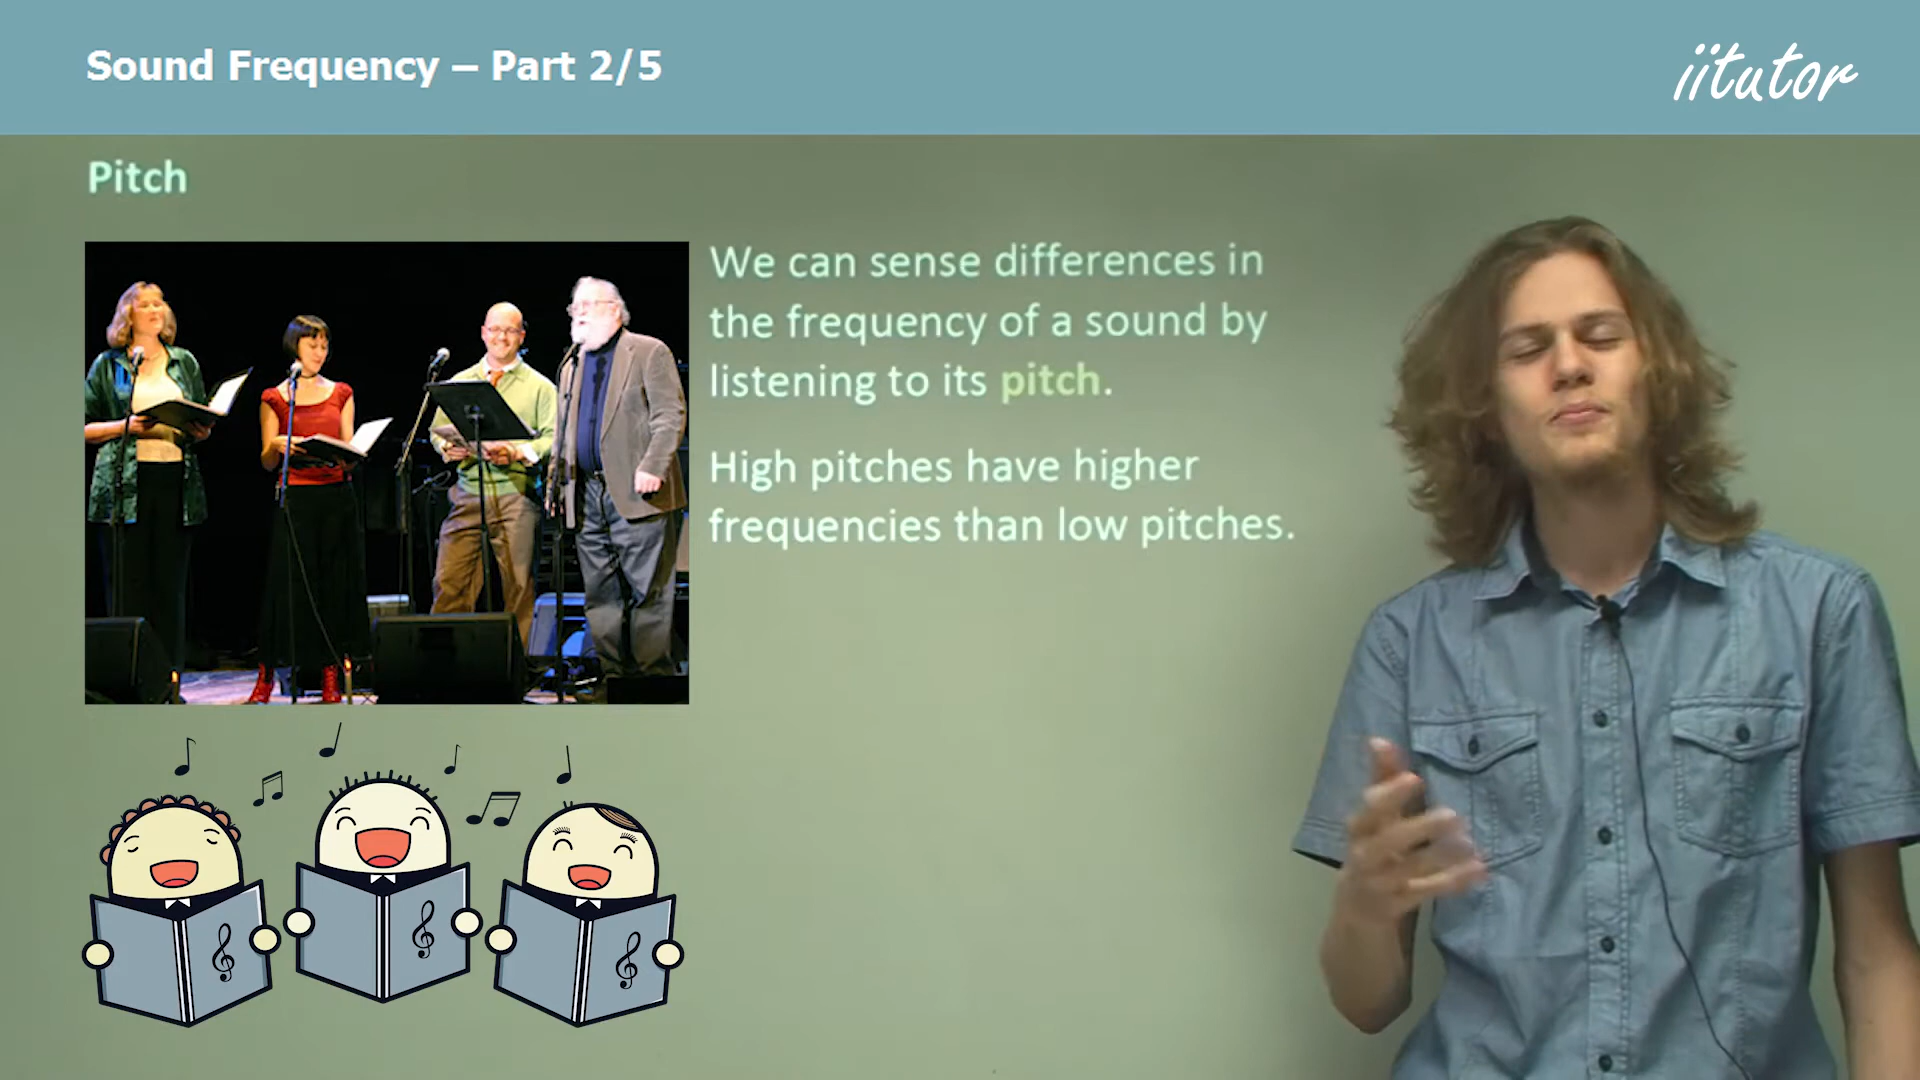 Sound Frequency – Part 2/5
iitutor
Pitch
We can sense differences in
the frequency of a sound by
listening to its pitch.
High pitches have higher
frequencies than low pitches.